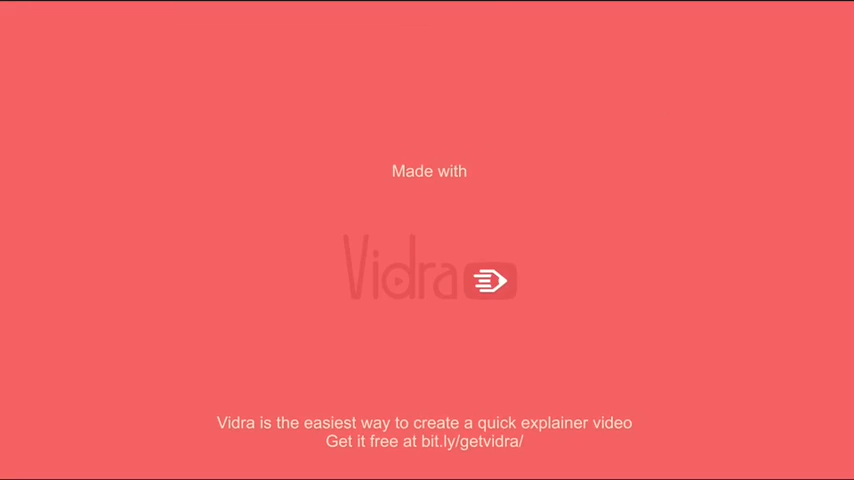 Made with
Vidra
Vidra is the easiest way to create a quick explainer video
Get it free at bit.ly/getvidra/